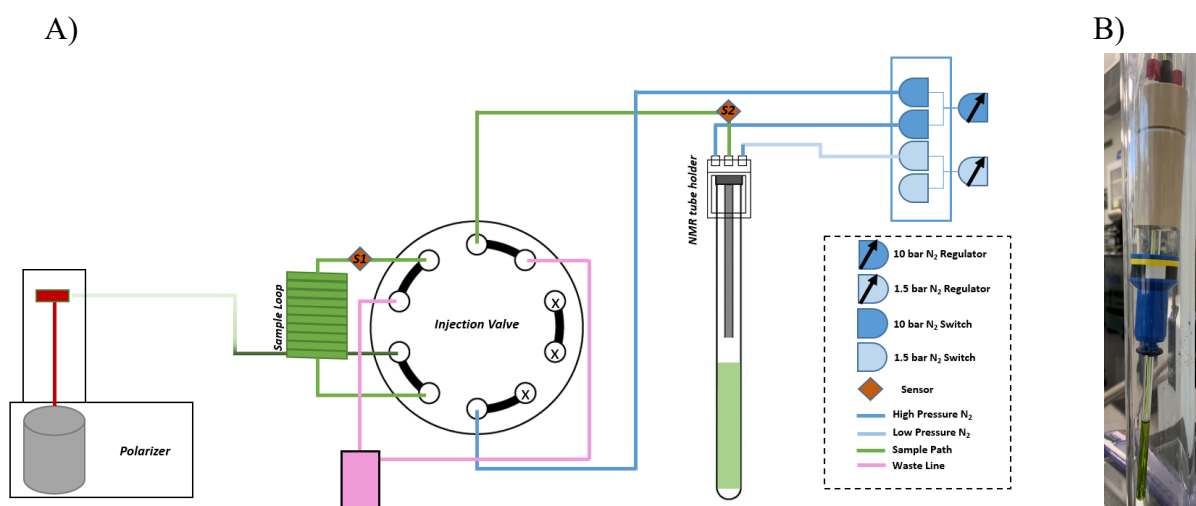 A)
B)
S2
NMR tube holder
S1
Sample Loop
Injection Valve
X
X
X
Polarizer
10 bar N₂ Regulator
1.5 bar N₂ Regulator
10 bar N₂ Switch
1.5 bar N₂ Switch
Sensor
High Pressure N₂
Low Pressure N₂
Sample Path
Waste Line